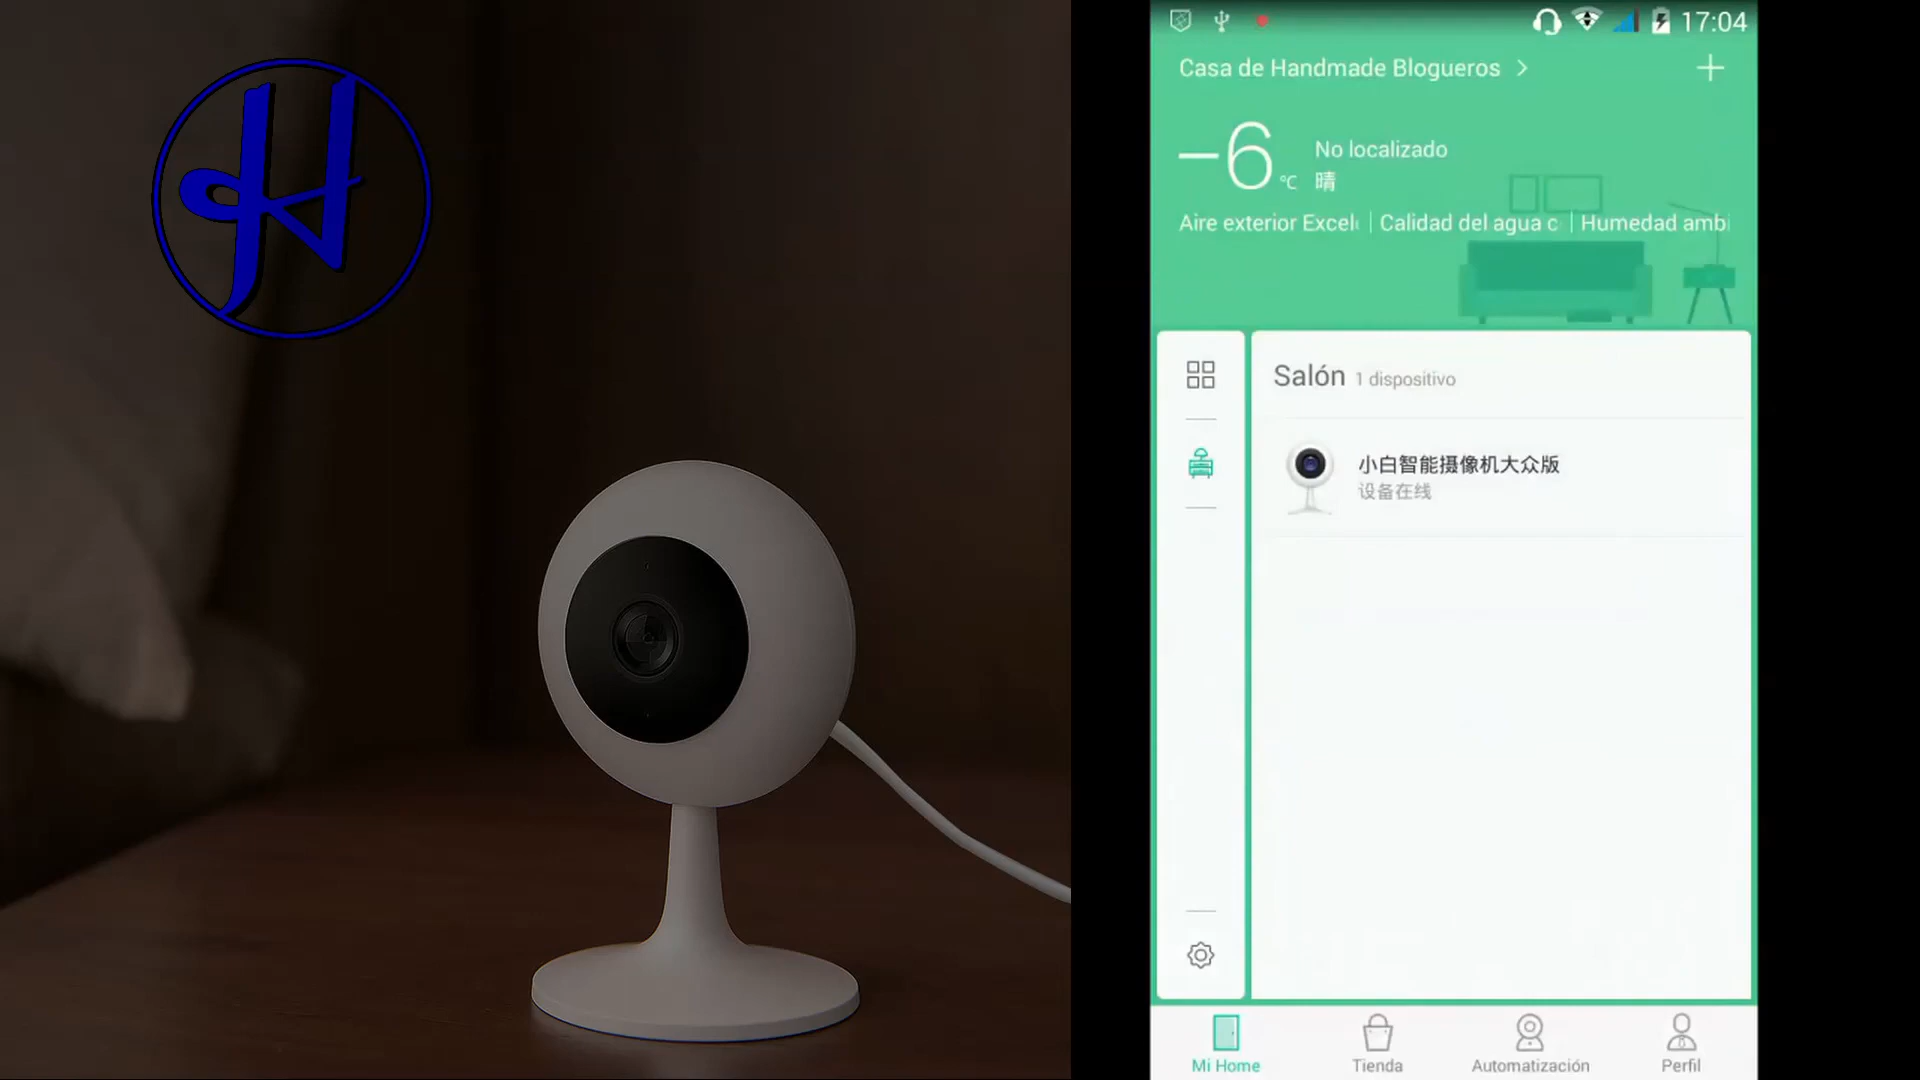 17:04
Casa de Handmade Blogueros
-6 °C
No localizado
晴
Aire exterior Excel
Calidad del agua c
Humedad ambi
Salón 1 dispositivo
小白智能摄像机大众版
设备在线
Mi Home
Tienda
Automatización
Perfil